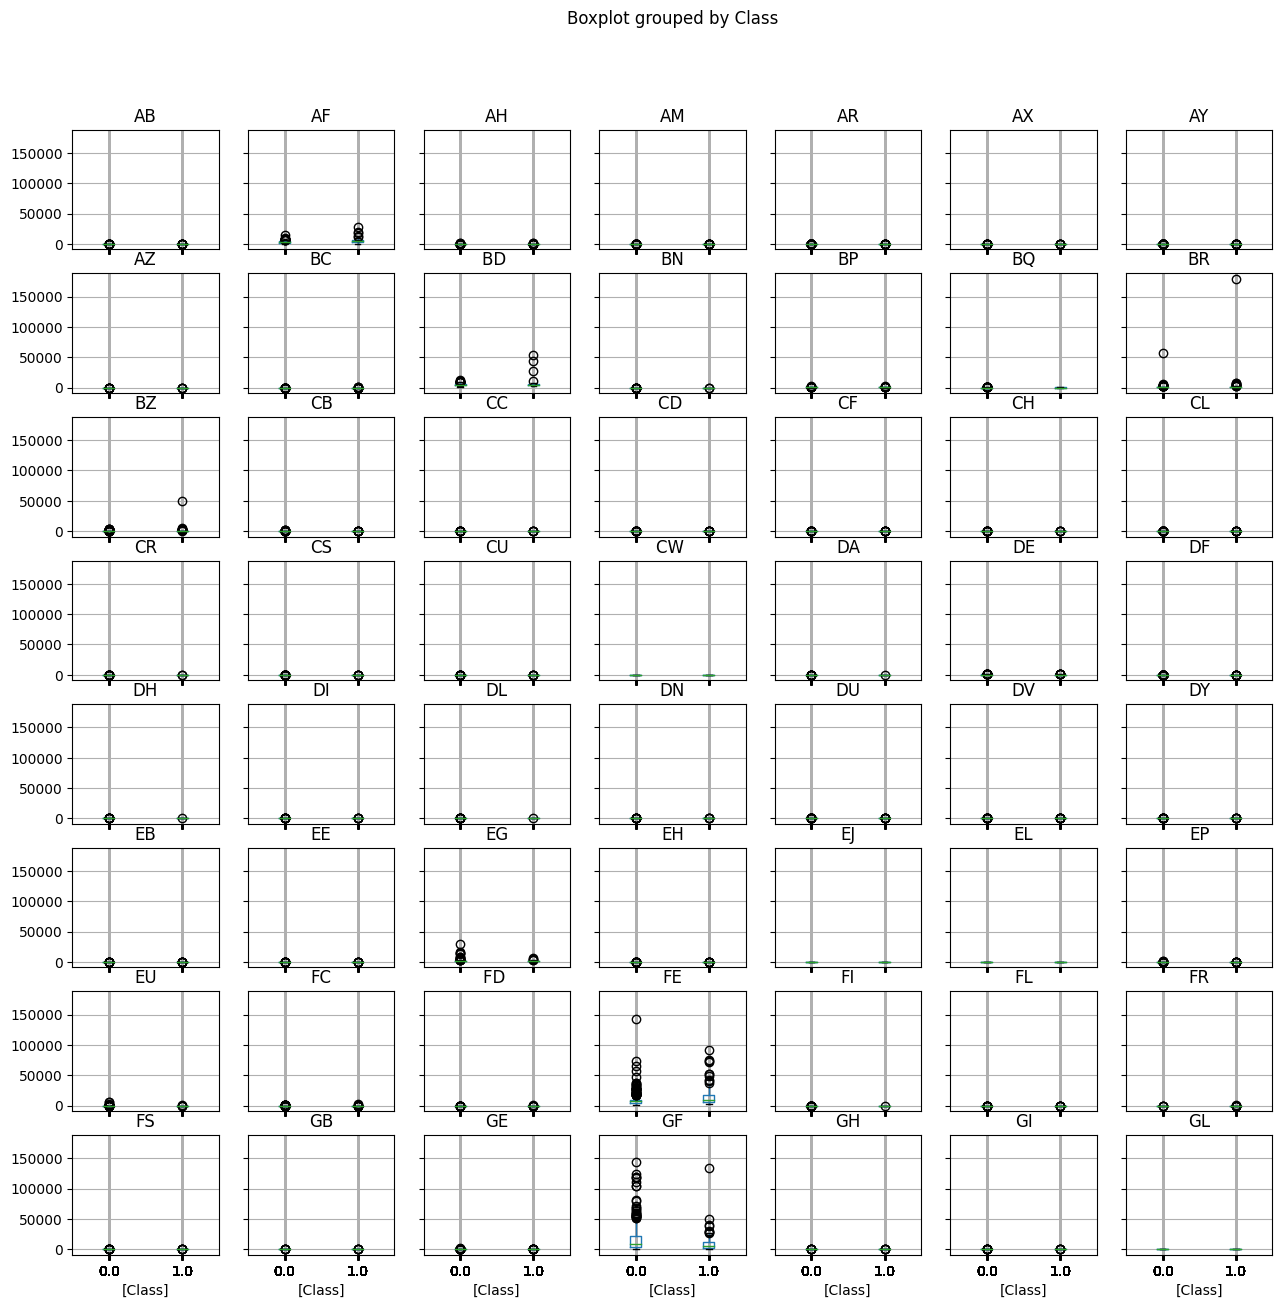 Boxplot grouped by Class
AB AF AH AM AR AX AY
150000
100000
50000
0
AZ BC BD BN BP BQ BR
150000
100000
50000
0
BZ CB CC CD CF CH CL
150000
100000
50000
0
CR CS CU CW DA DE DF
150000
100000
50000
0
DH DI DL DN DU DV DY
150000
100000
50000
0
EB EE EG EH EJ EL EP
150000
100000
50000
0
EU FC FD FE FI FL FR
150000
100000
50000
0
FS GB GE GF GH GI GL
150000
100000
50000
0
0.0 1.0 0.0 1.0 0.0 1.0 0.0 1.0 0.0 1.0 0.0 1.0 0.0 1.0
[Class] [Class] [Class] [Class] [Class] [Class] [Class]